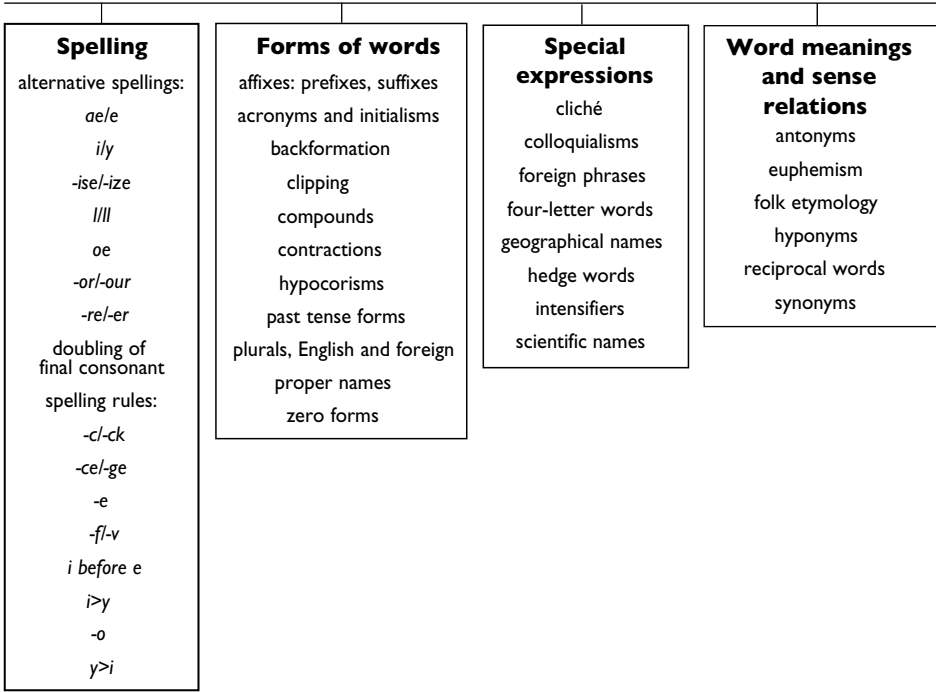 Spelling
alternative spellings:
ae/e
i/y
-ise/-ize
l/ll
oe
-or/-our
-re/-er
doubling of
final consonant
spelling rules:
-c/-ck
-ce/-ge
-e
-f/-v
i before e
i>y
-o
y>i
Forms of words
affixes: prefixes, suffixes
acronyms and initialisms
backformation
clipping
compounds
contractions
hypocorisms
past tense forms
plurals, English and foreign
proper names
zero forms
Special
expressions
cliché
colloquialisms
foreign phrases
four-letter words
geographical names
hedge words
intensifiers
scientific names
Word meanings
and sense
relations
antonyms
euphemism
folk etymology
hyponyms
reciprocal words
synonyms